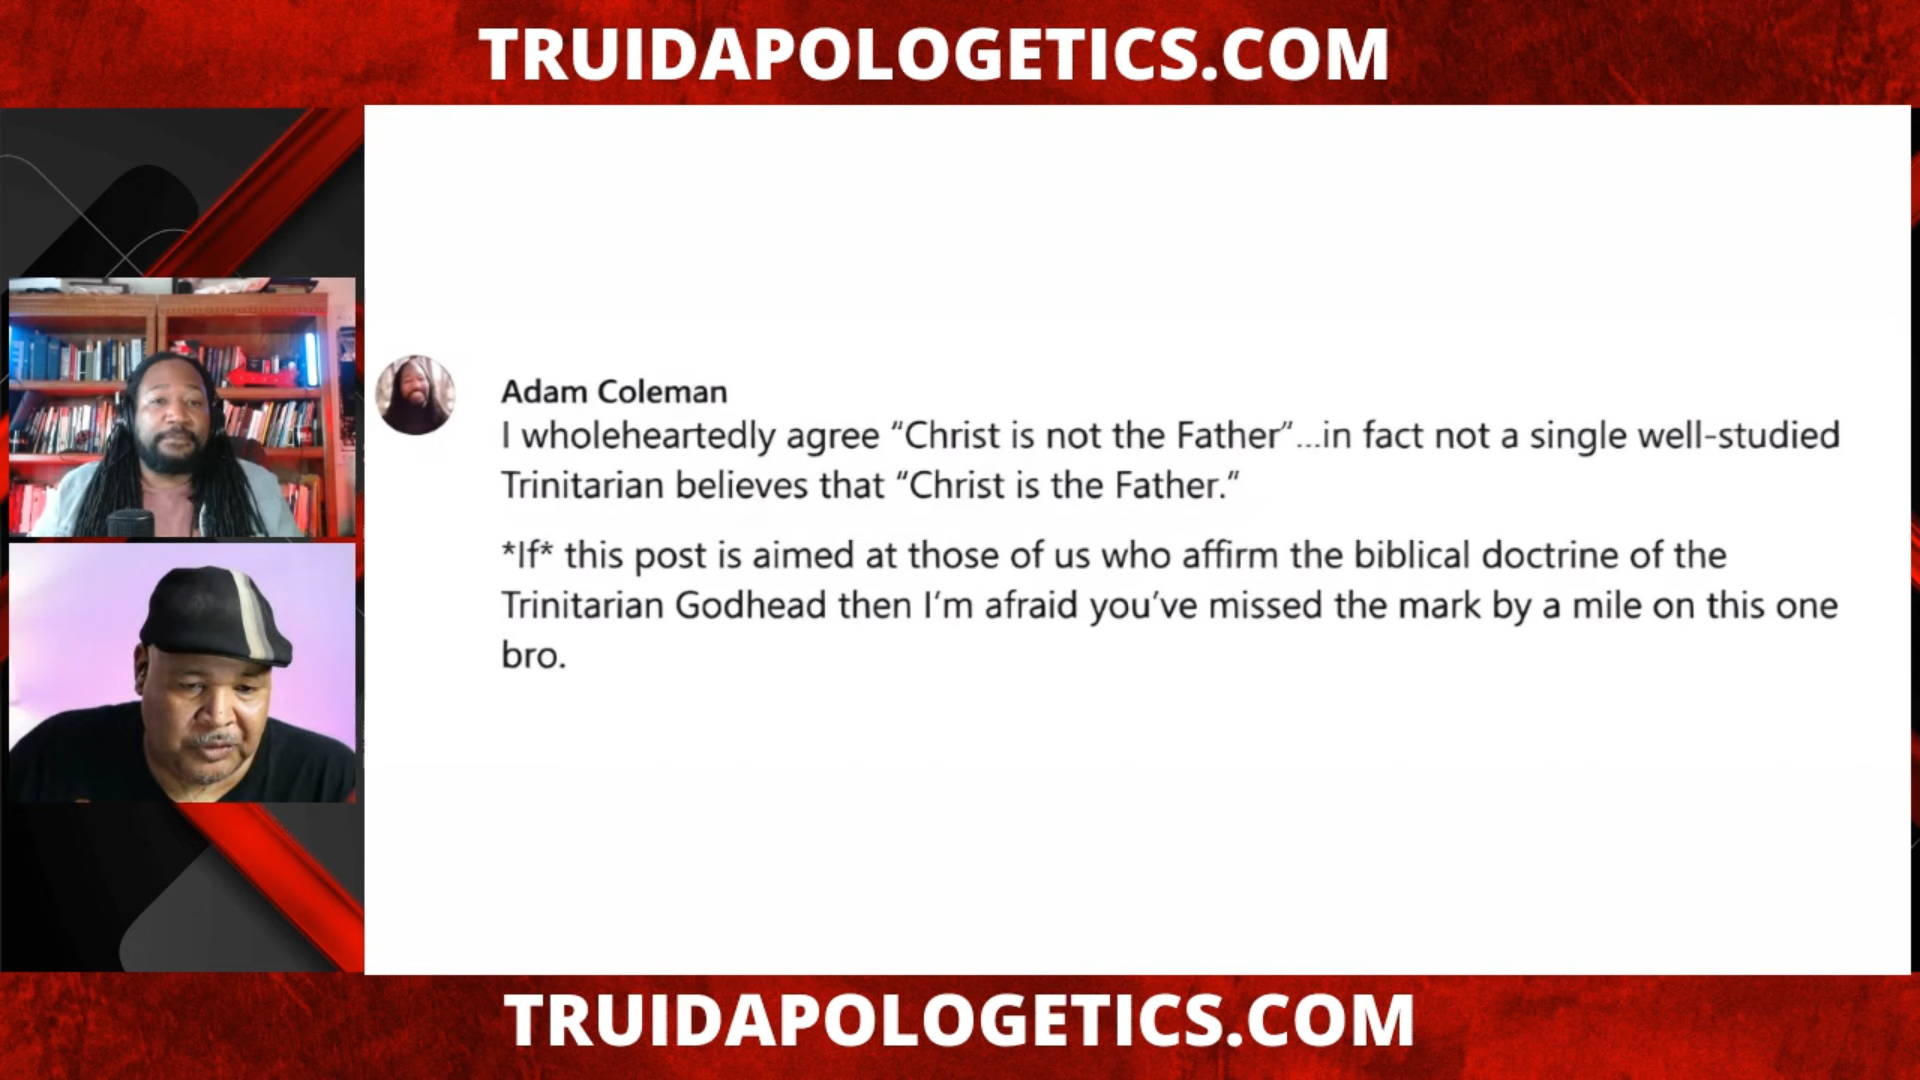 TRUIDAPOLOGETICS.COM
Adam Coleman
I wholeheartedly agree “Christ is not the Father”...in fact not a single well-studied
Trinitarian believes that “Christ is the Father.”
*If* this post is aimed at those of us who affirm the biblical doctrine of the
Trinitarian Godhead then I’m afraid you’ve missed the mark by a mile on this one
bro.
TRUIDAPOLOGETICS.COM